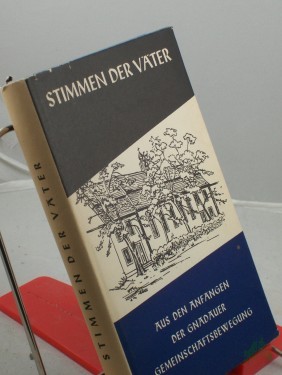 STIMMEN DER VÄTER
AUS DEN ANFÄNGEN
DER GNADAUER
GEMEINSCHAFTSBEWEGUNG
STIMMEN DER VÄTER